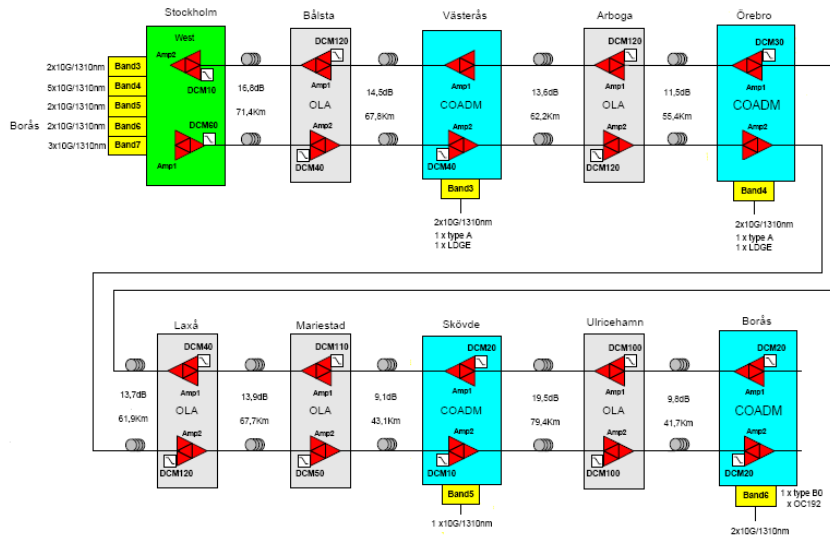 Stockholm
Bålsta
Västerås
Arboga
Örebro
West
Amp2
DCM120
DCM120
DCM30
2x10G/1310nm
Band3
DCM10
Amp1
Amp1
Amp1
Amp1
5x10G/1310nm
Band4
16,8dB
14,5dB
13,6dB
11,5dB
2x10G/1310nm
Band5
OLA
COADM
OLA
COADM
71,4Km
67,8Km
62,2Km
55,4Km
Borås
2x10G/1310nm
Band6
DCM60
Amp2
Amp2
Amp2
Amp2
3x10G/1310nm
Band7
Amp1
DCM40
DCM40
DCM120
Band3
Band4
2x10G/1310nm
1 x type A
1 x LDGE
2x10G/1310nm
1 x type A
1 x LDGE
Laxå
Mariestad
Skövde
Ulricehamn
Borås
DCM40
DCM110
DCM20
DCM100
DCM20
Amp1
Amp1
Amp1
Amp1
Amp1
13,7dB
13,9dB
9,1dB
19,5dB
9,8dB
OLA
OLA
COADM
OLA
COADM
61,9Km
67,7Km
43,1Km
79,4Km
41,7Km
Amp2
Amp2
Amp2
Amp2
Amp2
DCM120
DCM50
DCM10
DCM100
DCM20
Band5
Band6
1 x type B0
x OC192
1 x10G/1310nm
2x10G/1310nm